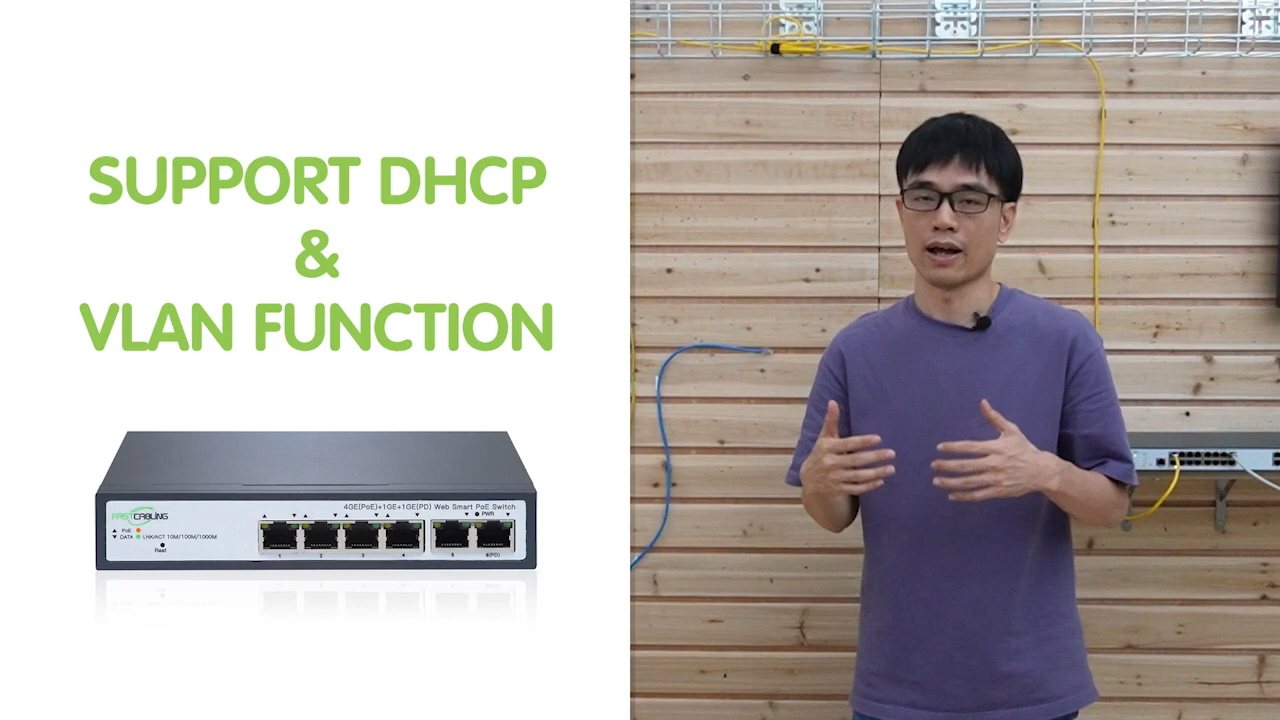 SUPPORT DHCP
&
VLAN FUNCTION
4GE(PoE)+1GE+1GE(PD) Web Smart PoE Switch
PWR
FASTCABLING
PoE
DATA LNK/ACT 10M/100M/1000M
Rest
1 2 3 4 5 6(PD)